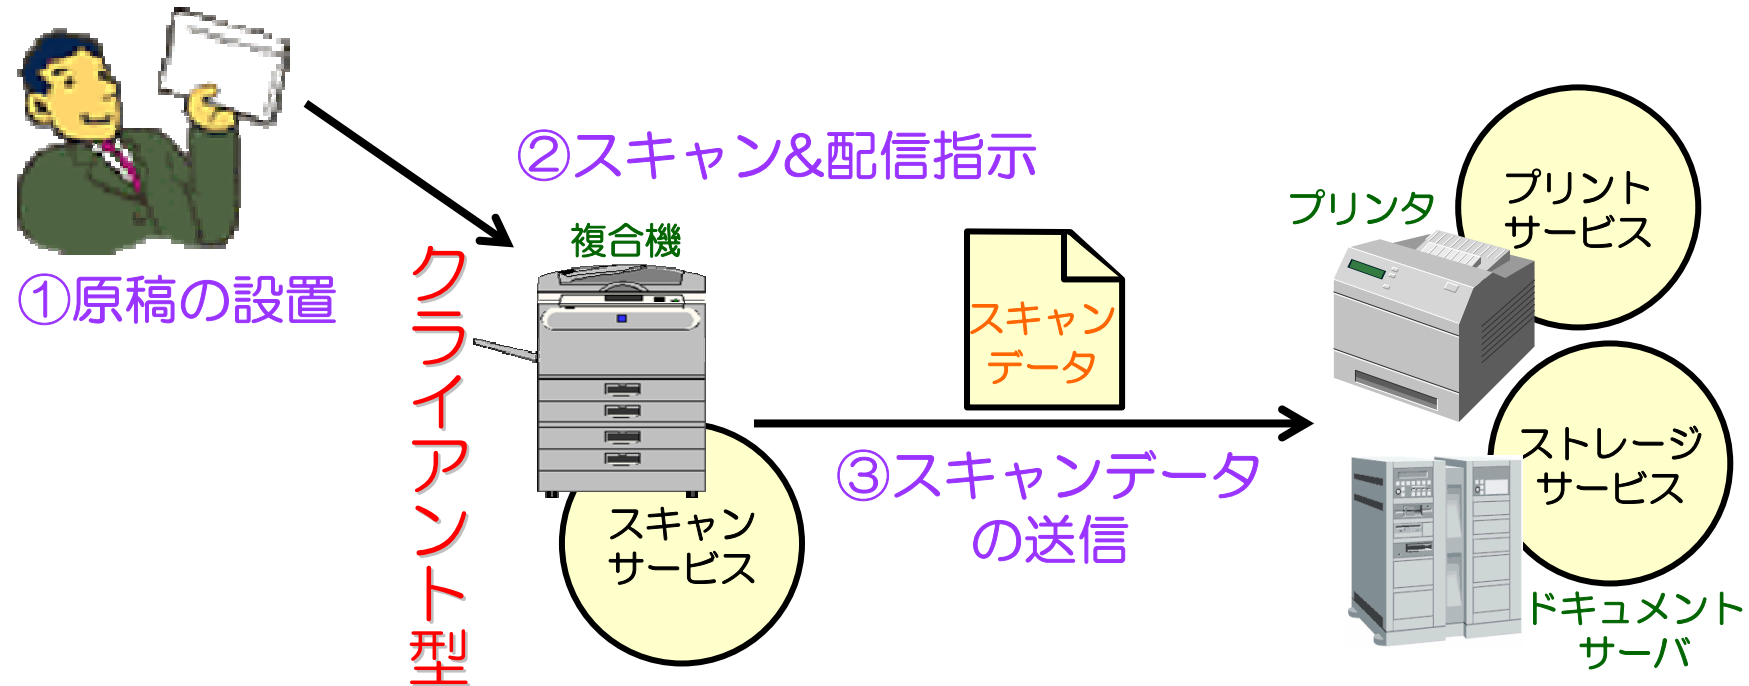 ①原稿の設置
②スキャン&配信指示
複合機
クライアント型
スキャン
サービス
スキャン
データ
③スキャンデータ
の送信
プリンタ
プリント
サービス
ストレージ
サービス
ドキュメント
サーバ